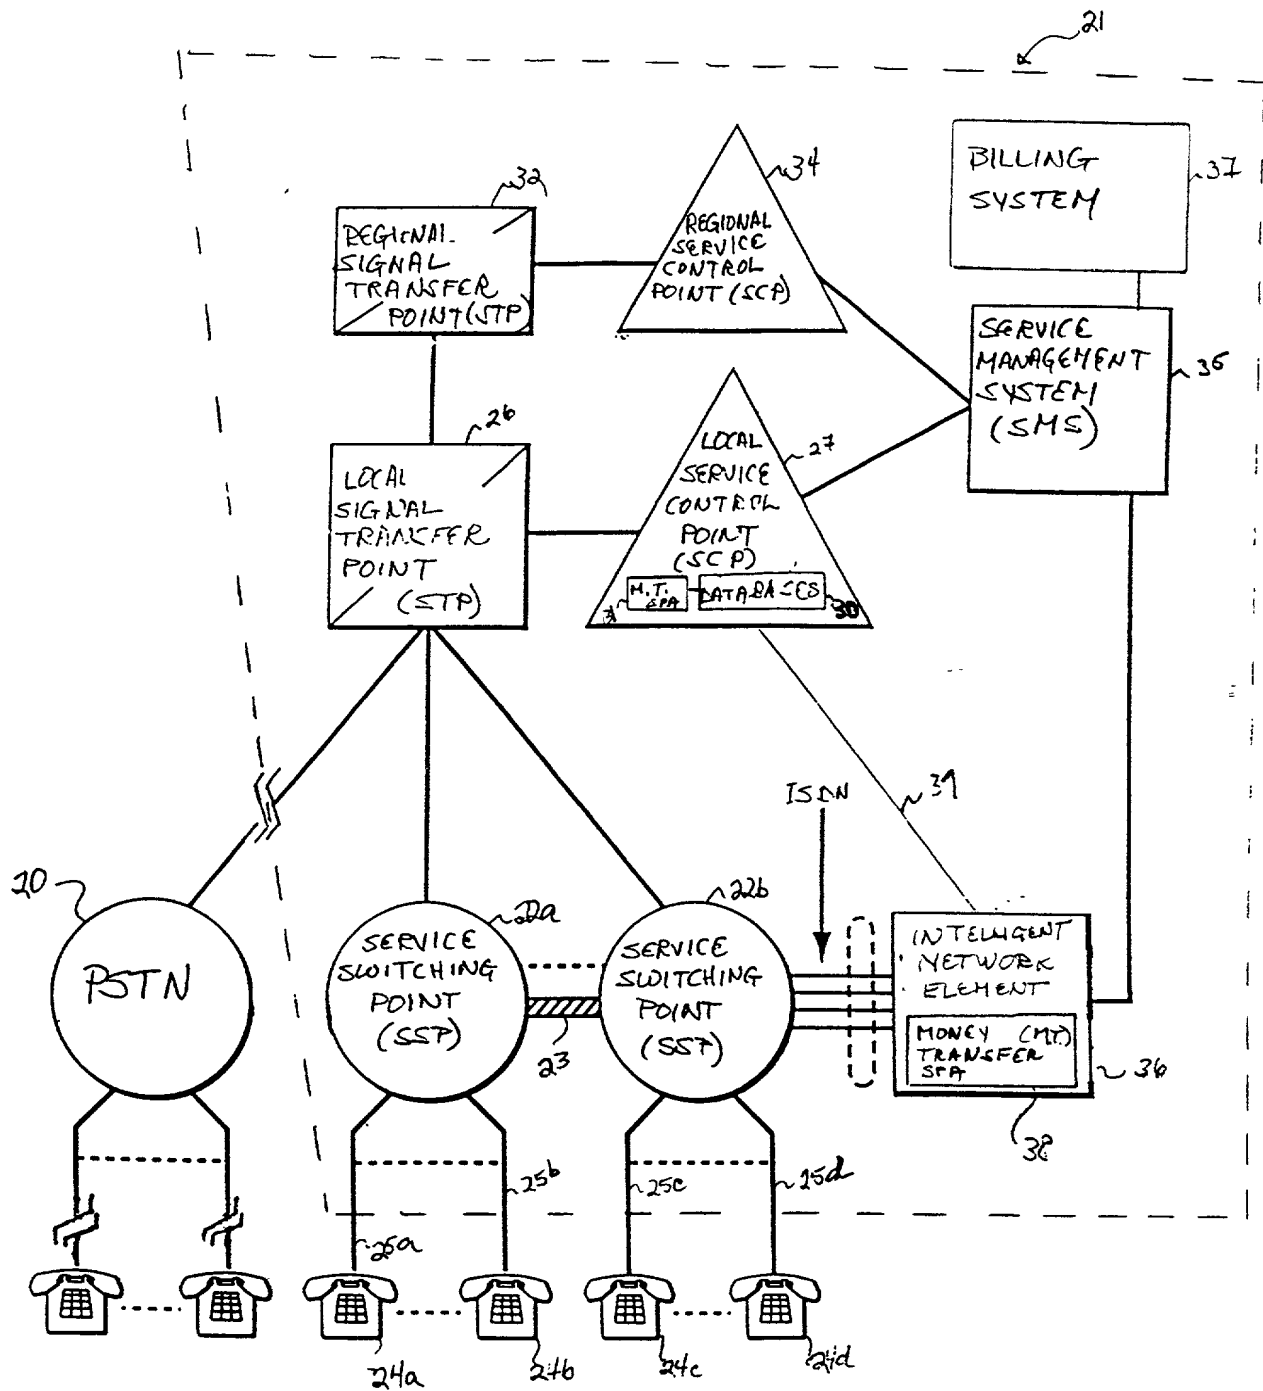 21
BILLING
SYSTEM
37
32
REGIONAL
SIGNAL
TRANSFER
POINT (STP)
34
REGIONAL
SERVICE
CONTROL
POINT (SCP)
SERVICE
MANAGEMENT
SYSTEM
(SMS)
35
26
LOCAL
SIGNAL
TRANSFER
POINT
(STP)
27
LOCAL
SERVICE
CONTROL
POINT
(SCP)
M.T.
SPA
DATABASES
31
30
ISDN
39
20
PSTN
22a
SERVICE
SWITCHING
POINT
(SSP)
23
22b
SERVICE
SWITCHING
POINT
(SSP)
INTELLIGENT
NETWORK
ELEMENT
MONEY (MT)
TRANSFER
SPA
36
38
25a
25b
25c
25d
24a
24b
24c
24d